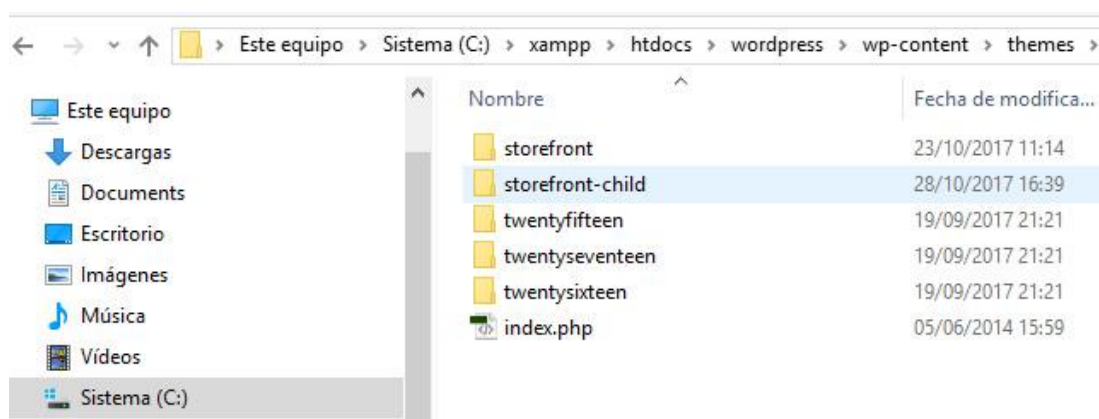 Este equipo > Sistema (C:) > xampp > htdocs > wordpress > wp-content > themes >
Este equipo
Descargas
Documents
Escritorio
Imágenes
Música
Vídeos
Sistema (C:)
Nombre Fecha de modifica...
storefront 23/10/2017 11:14
storefront-child 28/10/2017 16:39
twentyfifteen 19/09/2017 21:21
twentyseventeen 19/09/2017 21:21
twentysixteen 19/09/2017 21:21
index.php 05/06/2014 15:59